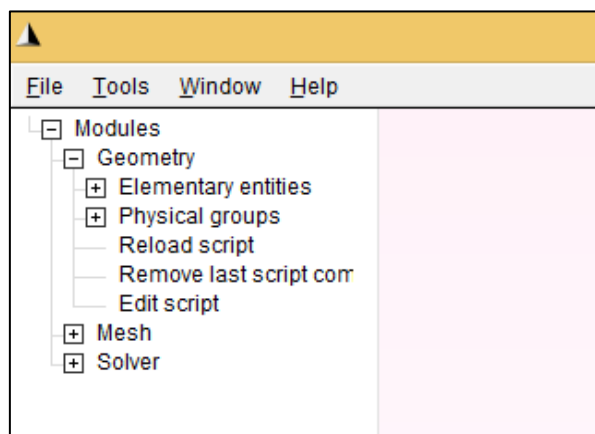 File Tools Window Help
Modules
Geometry
Elementary entities
Physical groups
Reload script
Remove last script com
Edit script
Mesh
Solver